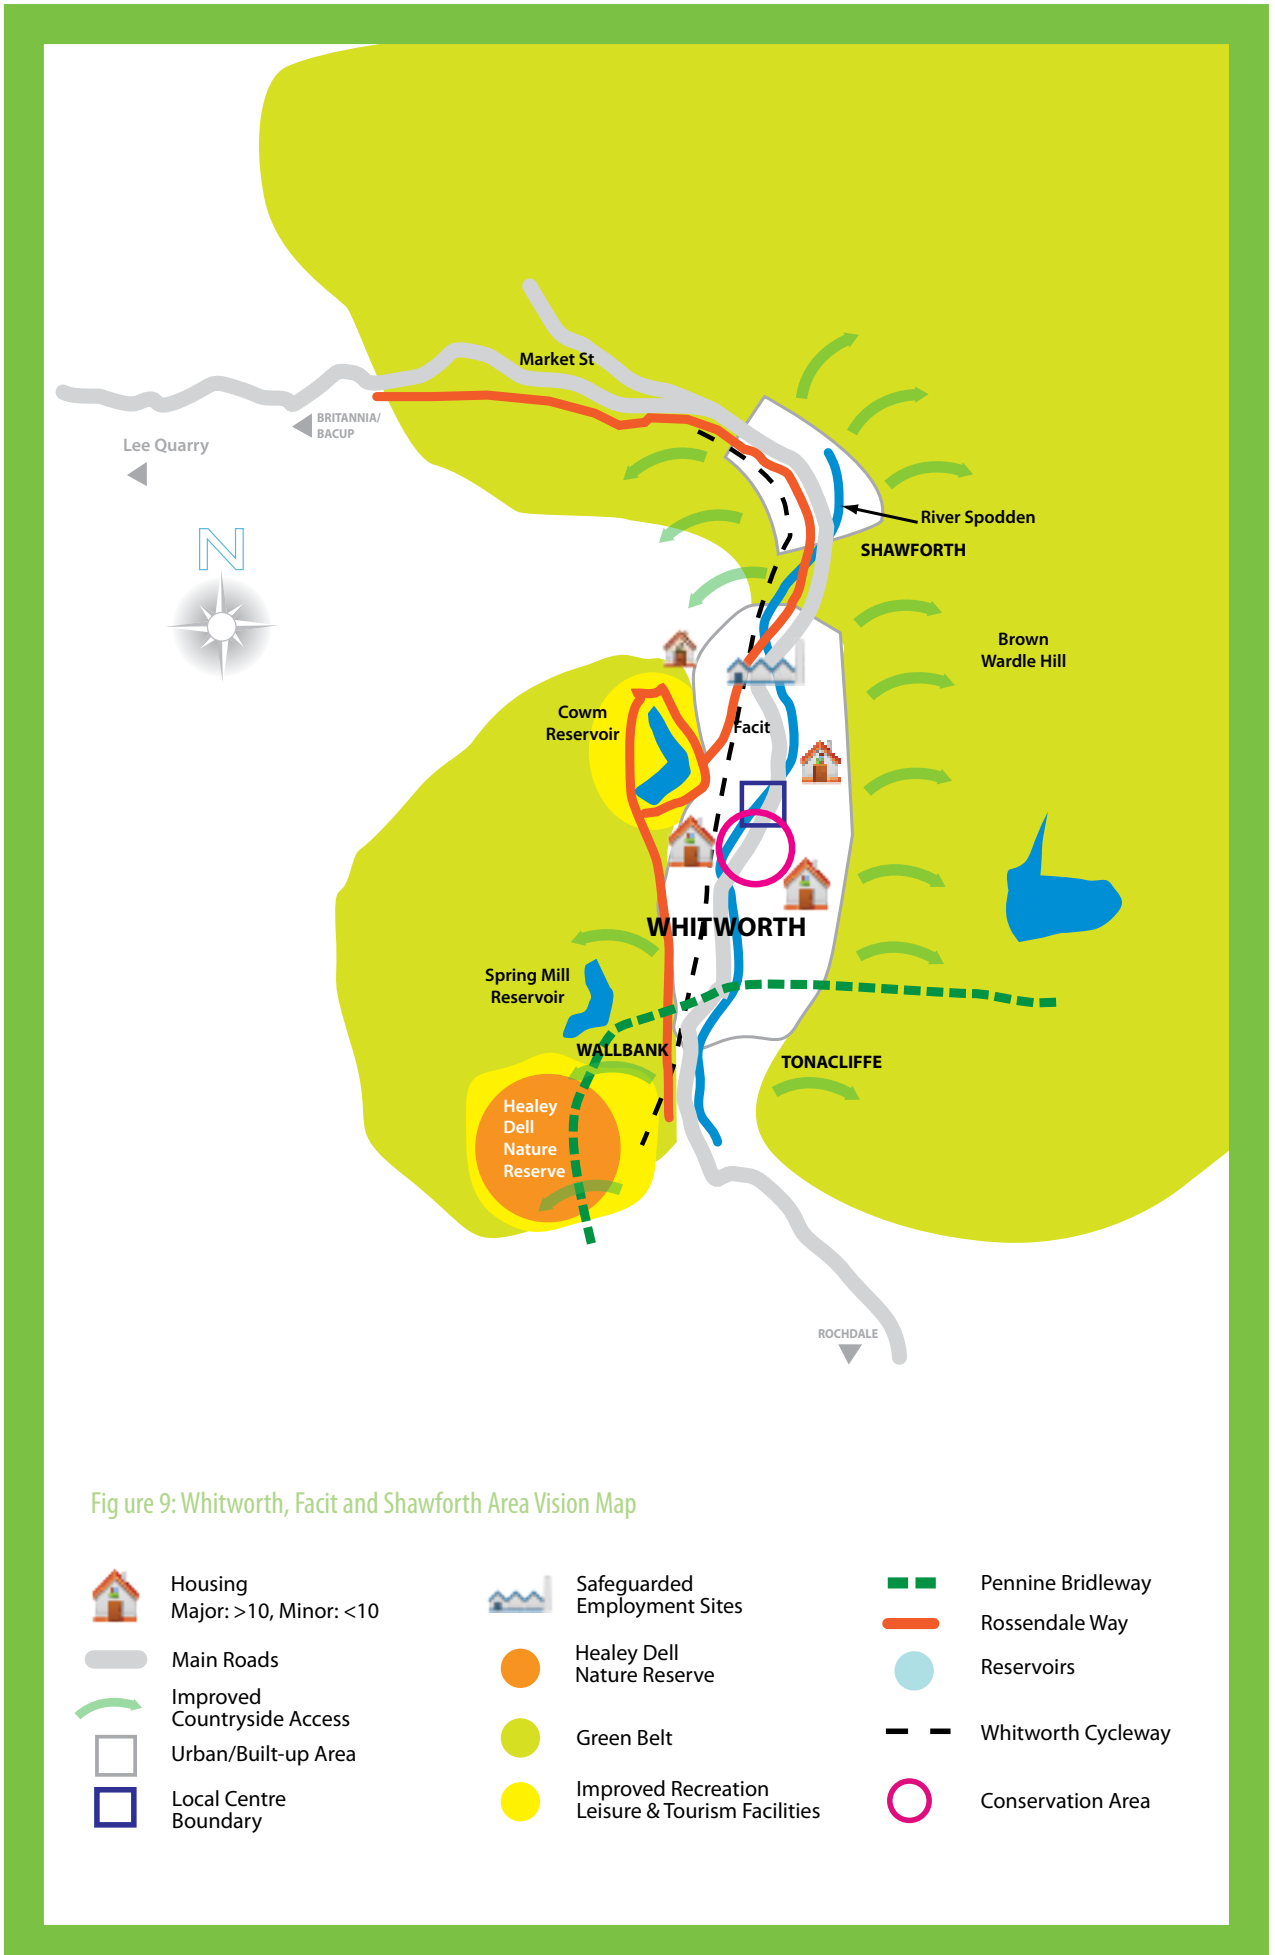 Market St
BRITANNIA/
BACUP
Lee Quarry
N
River Spodden
SHAWFORTH
Brown
Wardle Hill
Cowm
Reservoir
Facit
WHITWORTH
Spring Mill
Reservoir
WALLBANK
TONACLIFFE
Healey
Dell
Nature
Reserve
ROCHDALE
Fig ure 9: Whitworth, Facit and Shawforth Area Vision Map
Housing
Major: >10, Minor: <10
Main Roads
Improved
Countryside Access
Urban/Built-up Area
Local Centre
Boundary
Safeguarded
Employment Sites
Healey Dell
Nature Reserve
Green Belt
Improved Recreation
Leisure & Tourism Facilities
Pennine Bridleway
Rossendale Way
Reservoirs
Whitworth Cycleway
Conservation Area